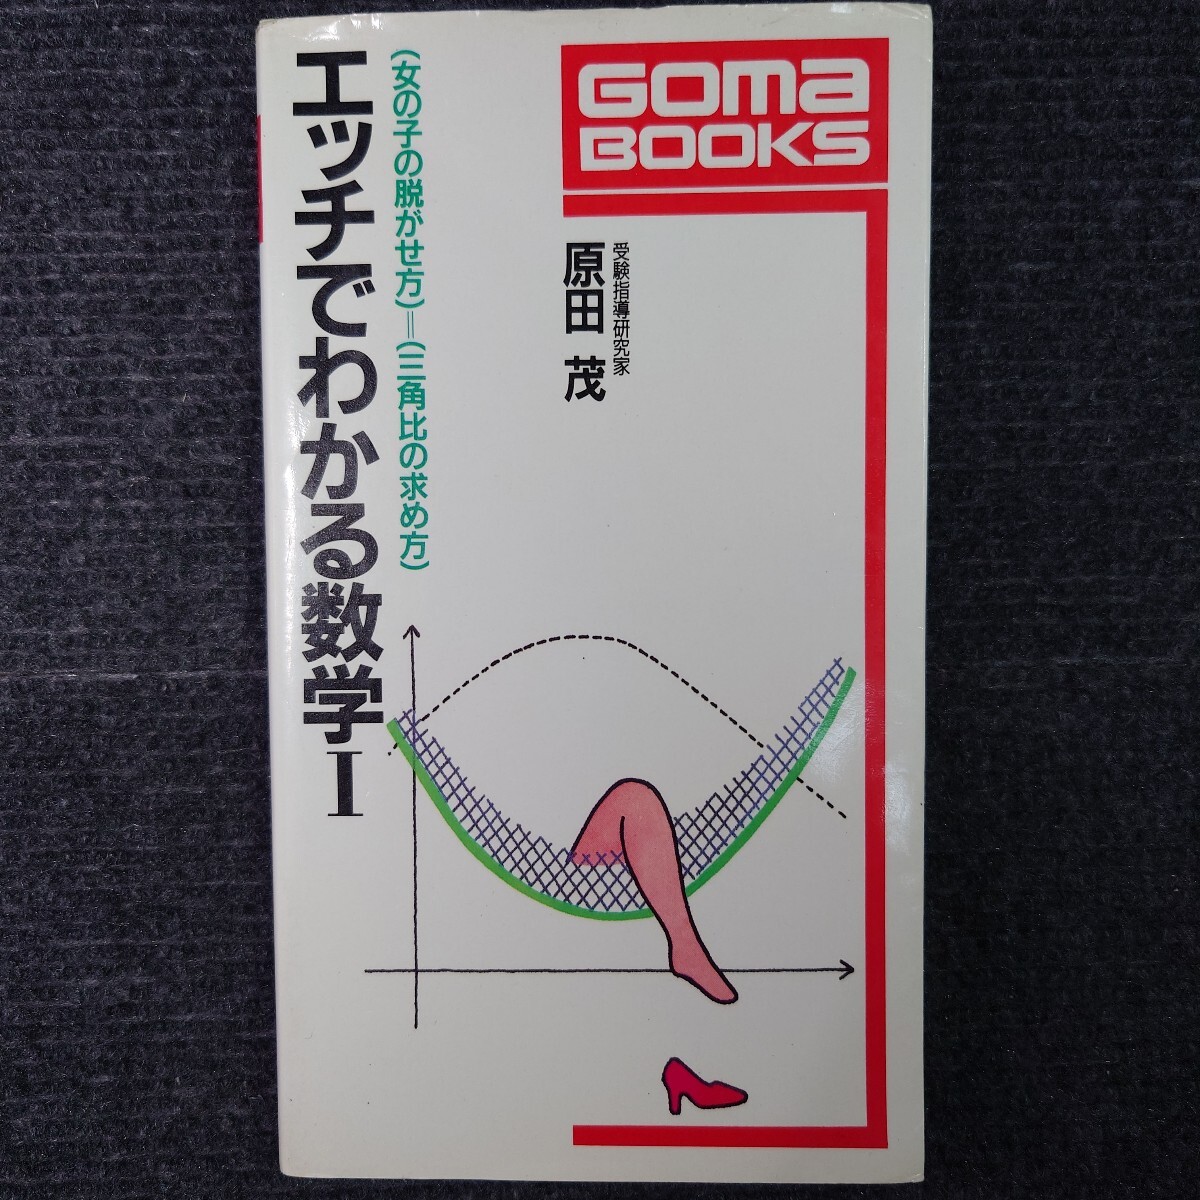 GOMa
BOOKS
受験指導研究家
原田 茂
(女の子の脱がせ方)=(三角比の求め方)
エッチでわかる数学I